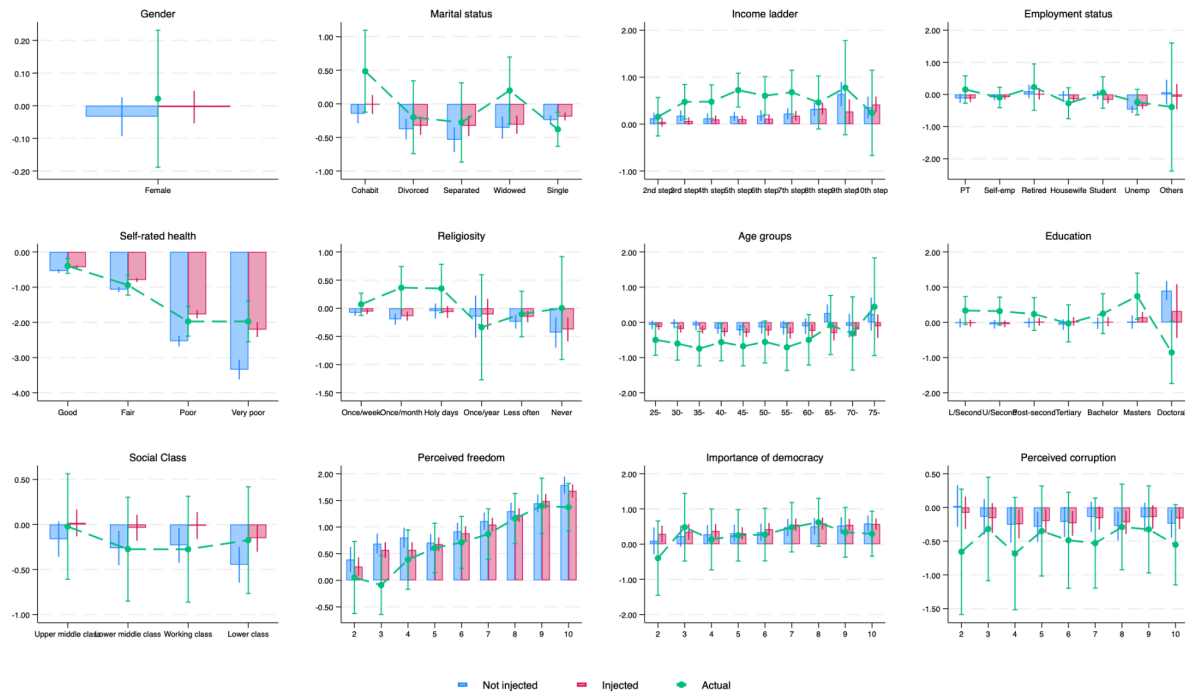 Gender
0.20
0.10
0.00
-0.10
-0.20
Female
Marital status
1.00
0.50
0.00
-0.50
-1.00
Cohabit Divorced Separated Widowed Single
Income ladder
2.00
1.00
0.00
-1.00
2nd step 3rd step 4th step 5th step 6th step 7th step 8th step 9th step 10th step
Employment status
2.00
1.00
0.00
-1.00
-2.00
PT Self-emp Retired Housewife Student Unemp Others
Self-rated health
0.00
-1.00
-2.00
-3.00
-4.00
Good Fair Poor Very poor
Religiosity
1.00
0.50
0.00
-0.50
-1.00
-1.50
Once/week Once/month Holy days Once/year Less often Never
Age groups
2.00
1.00
0.00
-1.00
-2.00
25- 30- 35- 40- 45- 50- 55- 60- 65- 70- 75-
Education
2.00
1.00
0.00
-1.00
-2.00
L/Second U/Second Post-second Tertiary Bachelor Masters Doctoral
Social Class
0.50
0.00
-0.50
-1.00
Upper middle class Lower middle class Working class Lower class
Perceived freedom
2.00
1.50
1.00
0.50
0.00
-0.50
2 3 4 5 6 7 8 9 10
Importance of democracy
2.00
1.00
0.00
-1.00
-2.00
2 3 4 5 6 7 8 9 10
Perceived corruption
0.50
0.00
-0.50
-1.00
-1.50
2 3 4 5 6 7 8 9 10
Not injected Injected Actual